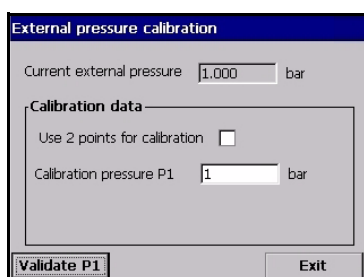 External pressure calibration
Current external pressure 1.000 bar
Calibration data
Use 2 points for calibration
Calibration pressure P1 1 bar
Validate P1 Exit